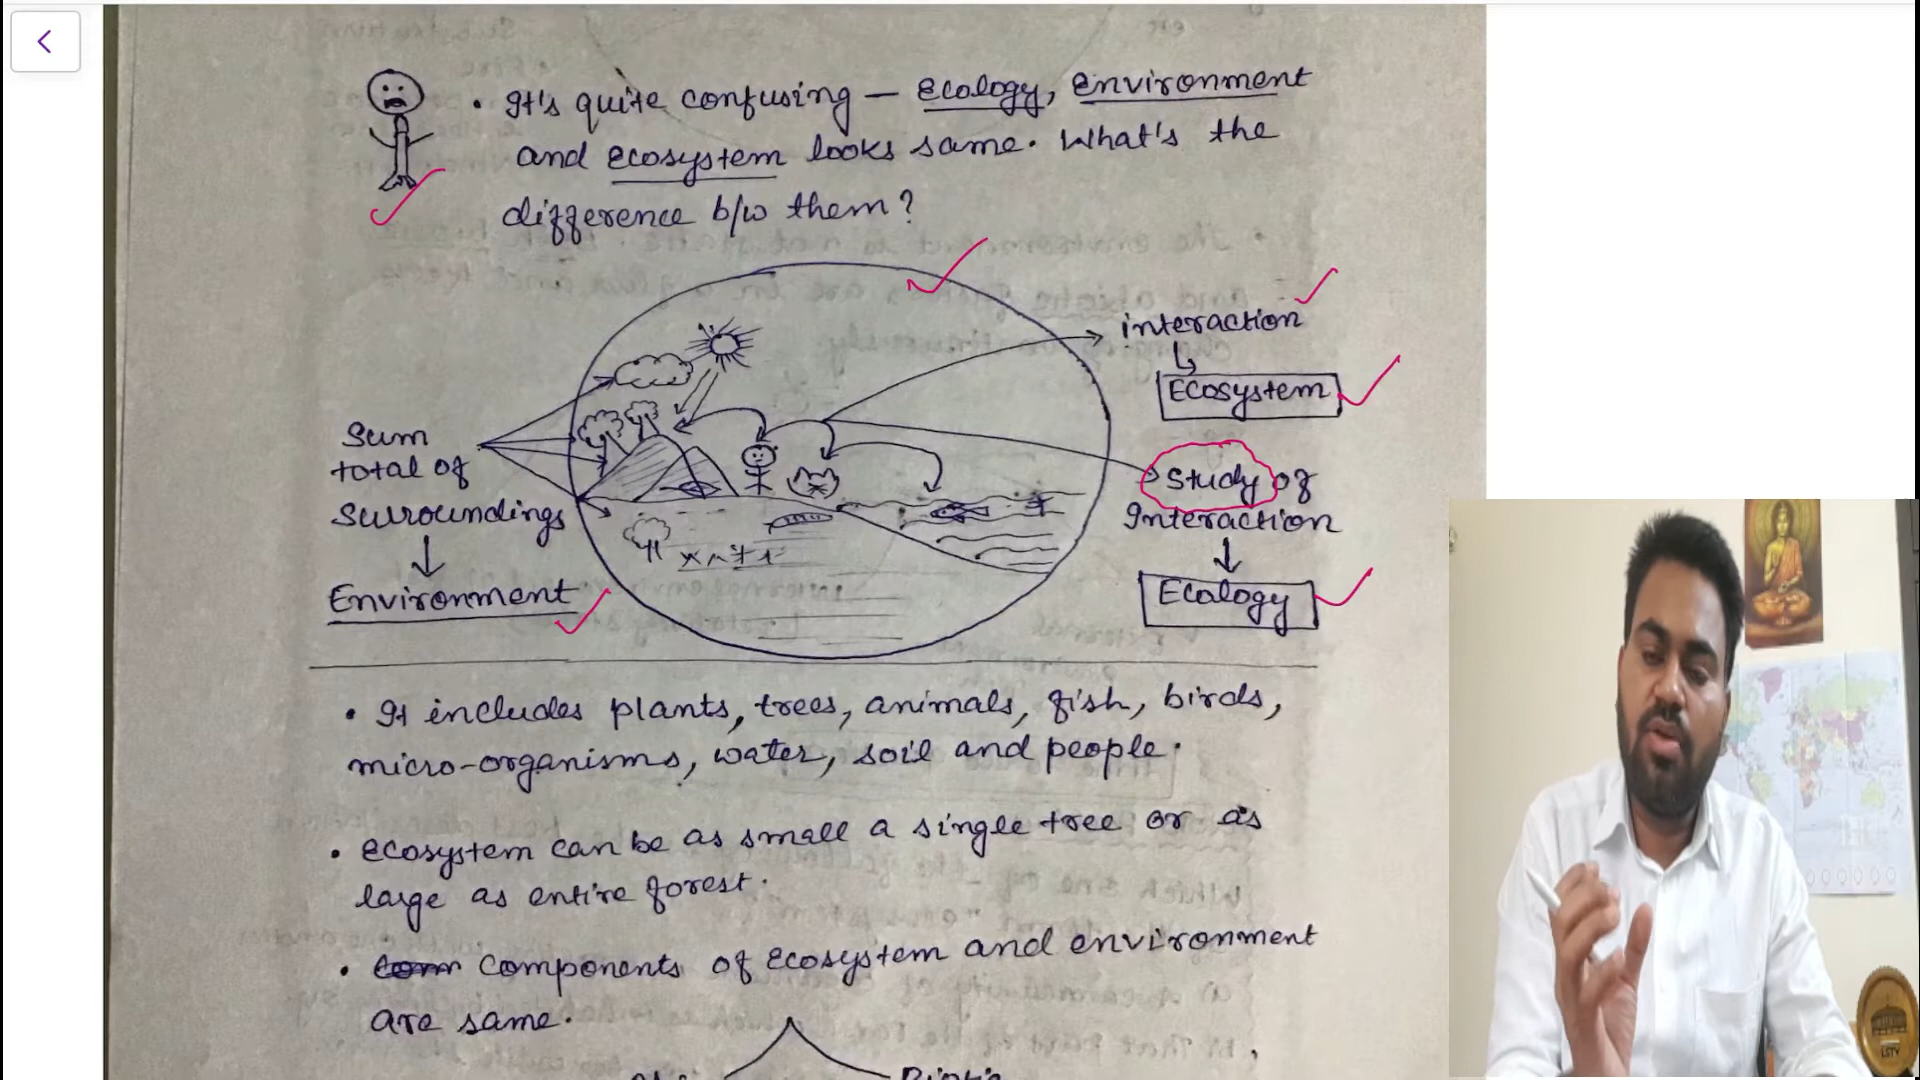 • It's quite confusing — Ecology, Environment
and ecosystem looks same. What's the
difference b/w them?
interaction
Ecosystem
Sum
total of
Surroundings
Environment
Study of
Interaction
Ecology
• It includes plants, trees, animals, fish, birds,
micro-organisms, water, soil and people.
• Ecosystem can be as small a single tree or as
large as entire forest.
• components of Ecosystem and environment
are same.
LSTV